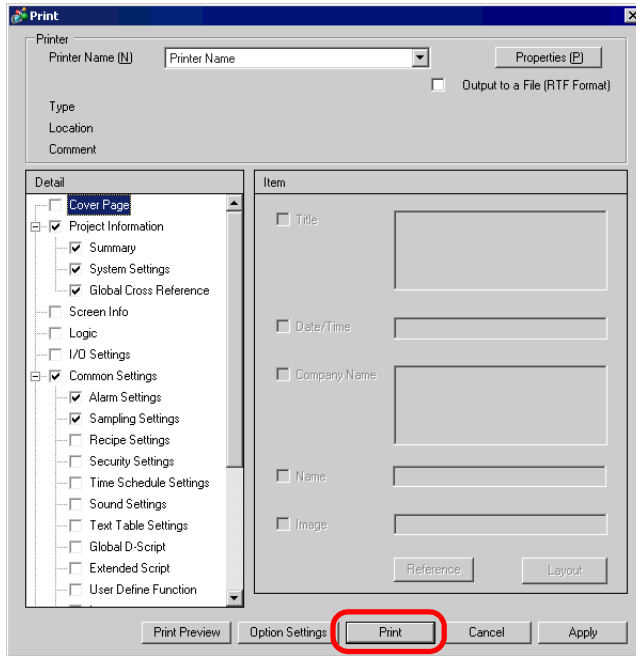 Print
Printer
Printer Name (N) Printer Name Properties (P)
Output to a File (RTF Format)
Type
Location
Comment
Detail
Cover Page
Project Information
Summary
System Settings
Global Cross Reference
Screen Info
Logic
I/O Settings
Common Settings
Alarm Settings
Sampling Settings
Recipe Settings
Security Settings
Time Schedule Settings
Sound Settings
Text Table Settings
Global D-Script
Extended Script
User Define Function
Item
Title
Date/Time
Company Name
Name
Image
Reference Layout
Print Preview Option Settings Print Cancel Apply